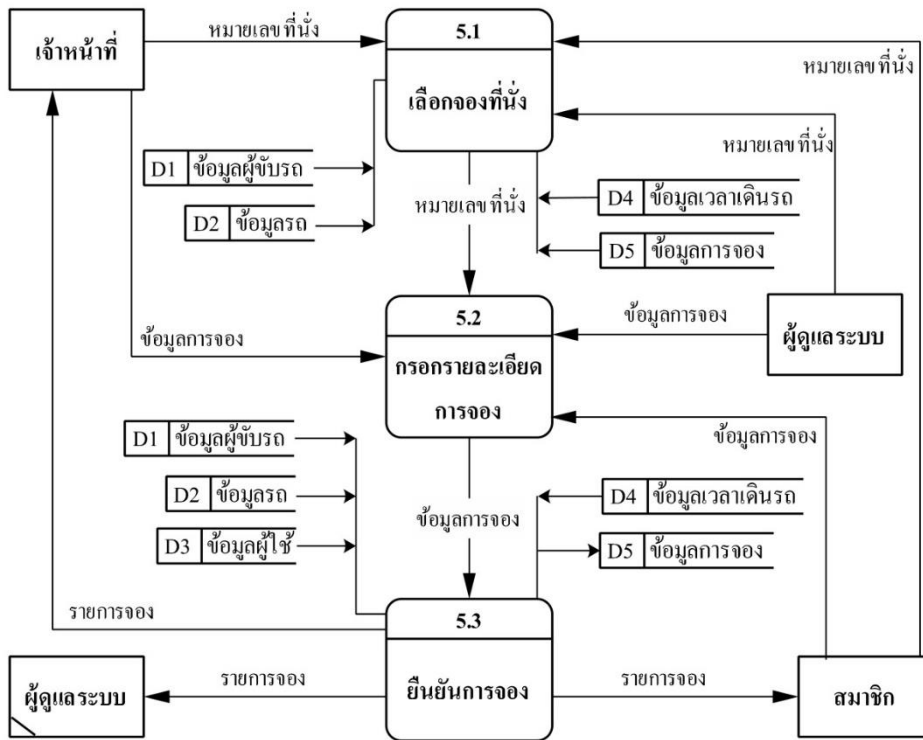 เจ้าหน้าที่
หมายเลขที่นั่ง
5.1
เลือกจองที่นั่ง
หมายเลขที่นั่ง
หมายเลขที่นั่ง
D1 ข้อมูลผู้ขับรถ
D2 ข้อมูลรถ
หมายเลขที่นั่ง
D4 ข้อมูลเวลาเดินรถ
D5 ข้อมูลการจอง
ข้อมูลการจอง
5.2
กรอกรายละเอียด
การจอง
ข้อมูลการจอง
ผู้ดูแลระบบ
D1 ข้อมูลผู้ขับรถ
D2 ข้อมูลรถ
D3 ข้อมูลผู้ใช้
ข้อมูลการจอง
ข้อมูลการจอง
D4 ข้อมูลเวลาเดินรถ
D5 ข้อมูลการจอง
รายการจอง
5.3
ยืนยันการจอง
ผู้ดูแลระบบ
รายการจอง
รายการจอง
สมาชิก